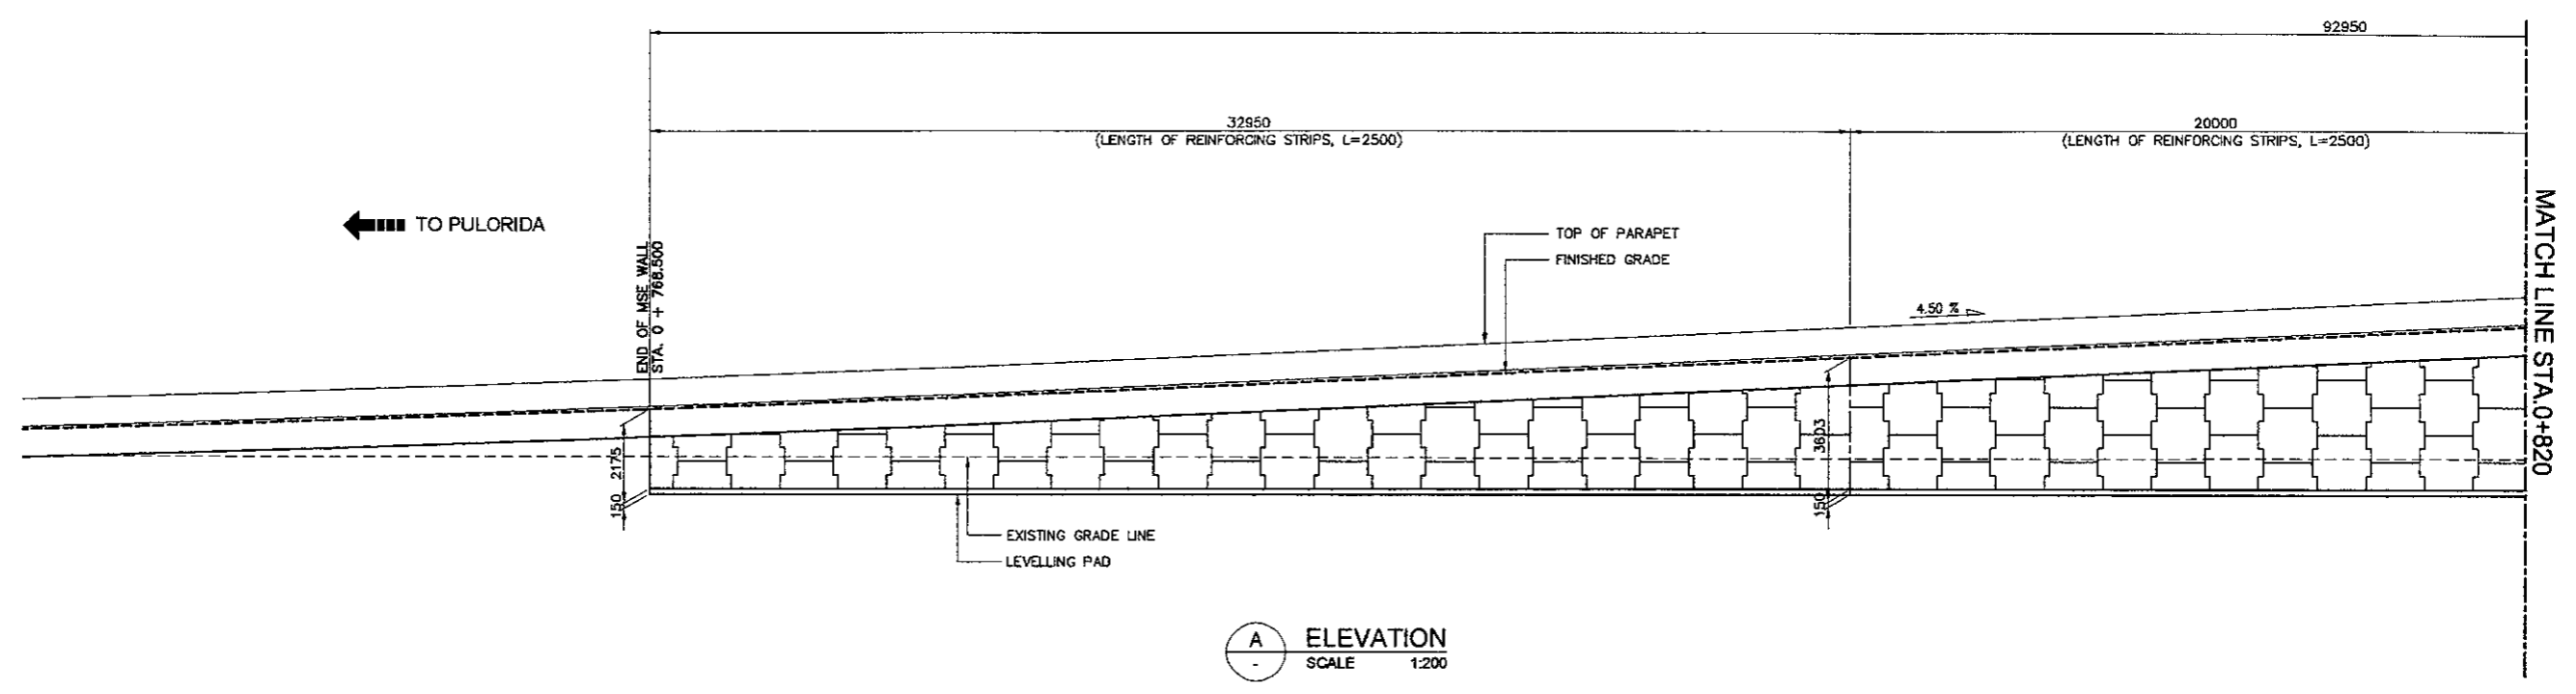 92950
32950
(LENGTH OF REINFORCING STRIPS, L=2500)
20000
(LENGTH OF REINFORCING STRIPS, L=2500)
TO PULORIDA
END OF MSE WALL
STA. 0 + 768.500
TOP OF PARAPET
FINISHED GRADE
4.50 %
MATCH LINE STA.0+820
2175
150
3603
150
EXISTING GRADE LINE
LEVELLING PAD
A
-
ELEVATION
SCALE 1:200